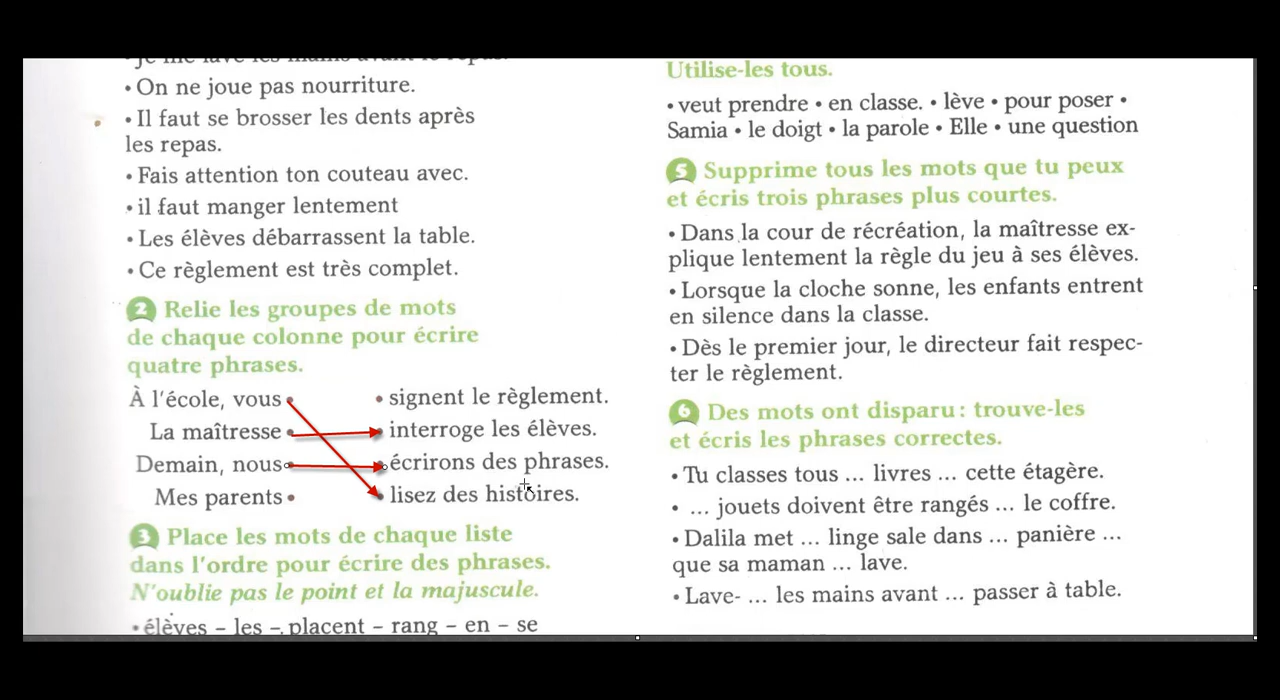 • Je me lave les mains avant le repas.
• On ne joue pas nourriture.
• Il faut se brosser les dents après
les repas.
• Fais attention ton couteau avec.
• il faut manger lentement
• Les élèves débarrassent la table.
• Ce règlement est très complet.
2 Relie les groupes de mots
de chaque colonne pour écrire
quatre phrases.
À l'école, vous • • signent le règlement.
La maîtresse • • interroge les élèves.
Demain, nous • • écrirons des phrases.
Mes parents • • lisez des histoires.
3 Place les mots de chaque liste
dans l'ordre pour écrire des phrases.
N'oublie pas le point et la majuscule.
• élèves – les – placent – rang – en – se
Utilise-les tous.
• veut prendre • en classe. • lève • pour poser •
Samia • le doigt • la parole • Elle • une question
5 Supprime tous les mots que tu peux
et écris trois phrases plus courtes.
• Dans la cour de récréation, la maîtresse ex-
plique lentement la règle du jeu à ses élèves.
• Lorsque la cloche sonne, les enfants entrent
en silence dans la classe.
• Dès le premier jour, le directeur fait respec-
ter le règlement.
6 Des mots ont disparu : trouve-les
et écris les phrases correctes.
• Tu classes tous ... livres ... cette étagère.
• ... jouets doivent être rangés ... le coffre.
• Dalila met ... linge sale dans ... panière ...
que sa maman ... lave.
• Lave- ... les mains avant ... passer à table.